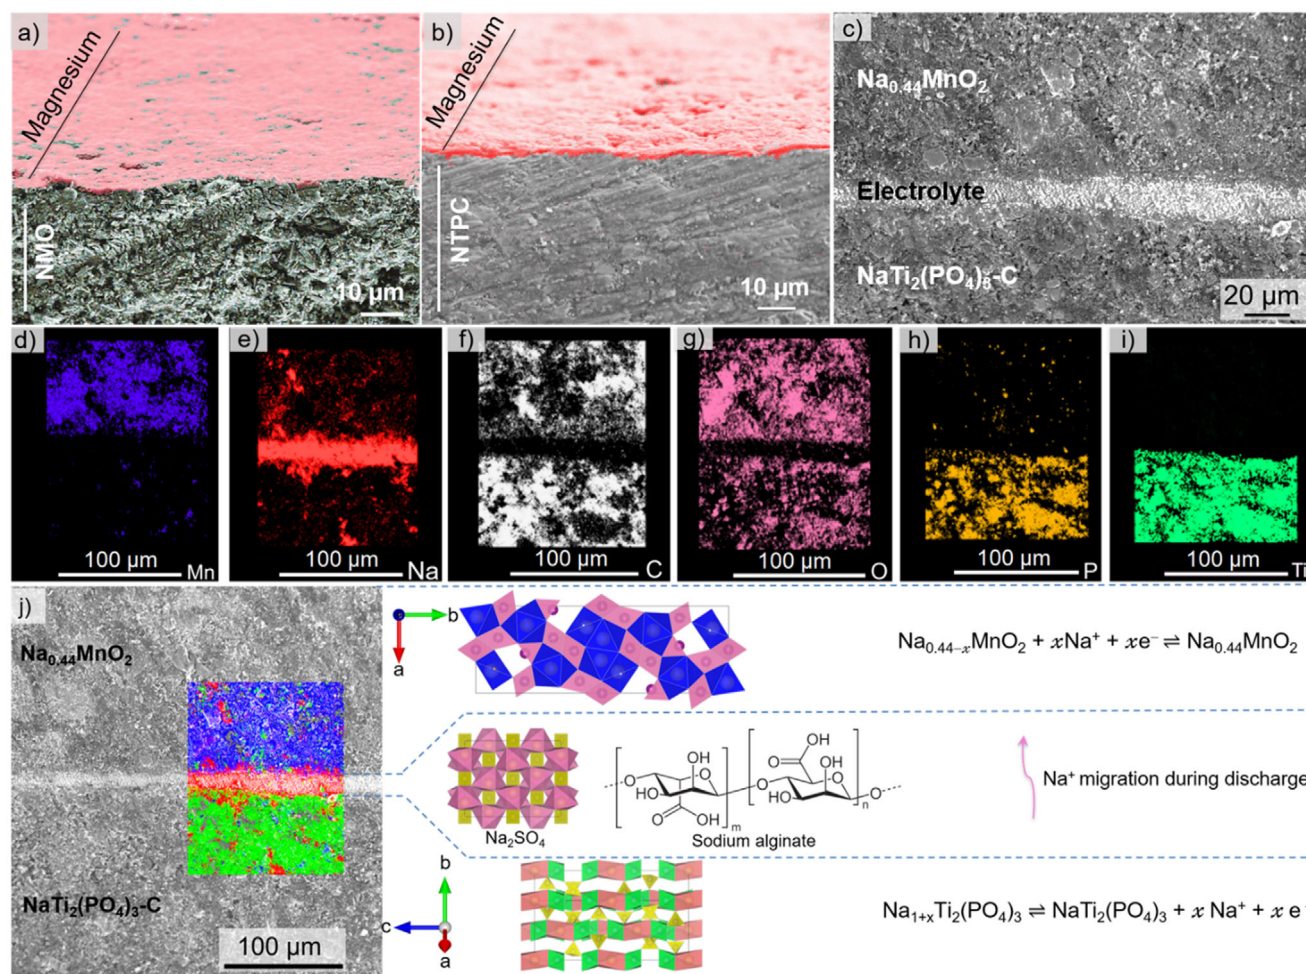 a)
Magnesium
NMO
10 µm
b)
Magnesium
NTPC
10 µm
c)
Na₀.₄₄MnO₂
Electrolyte
NaTi₂(PO₄)₃-C
20 µm
d)
100 µm
Mn
e)
100 µm
Na
f)
100 µm
C
g)
100 µm
O
h)
100 µm
P
i)
100 µm
Ti
j)
Na₀.₄₄MnO₂
NaTi₂(PO₄)₃-C
100 µm
b
a
Na₀.₄₄₋ₓMnO₂ + xNa⁺ + xe⁻ ⇌ Na₀.₄₄MnO₂
Na₂SO₄
O
OH
O
HO
O
OH
m
O
OH
O
HO
OH
O
n
O
Sodium alginate
Na⁺ migration during discharge
b
c
a
Na₁₊ₓTi₂(PO₄)₃ ⇌ NaTi₂(PO₄)₃ + x Na⁺ + x e⁻